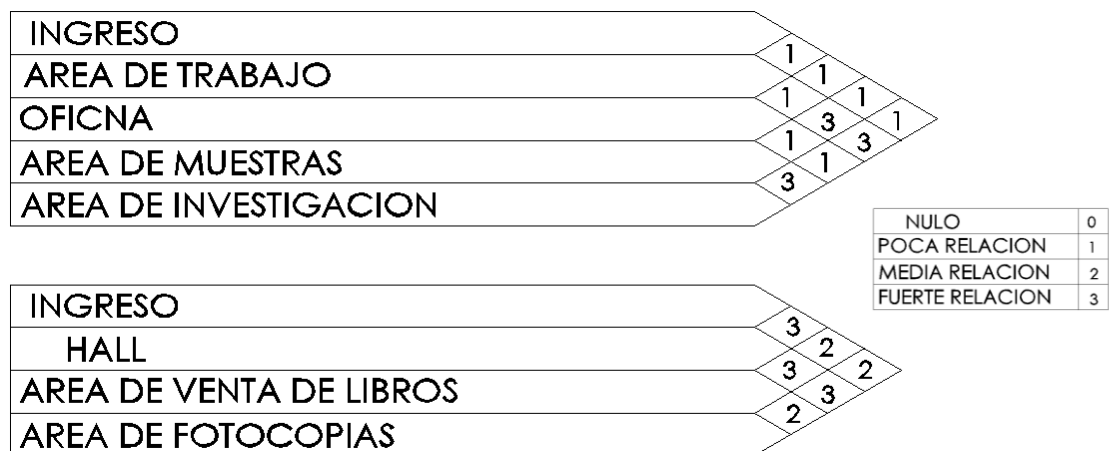 INGRESO
AREA DE TRABAJO
OFICNA
AREA DE MUESTRAS
AREA DE INVESTIGACION
1
1
1
1
1
3
3
1
1
3
NULO 0
POCA RELACION 1
MEDIA RELACION 2
FUERTE RELACION 3
INGRESO
HALL
AREA DE VENTA DE LIBROS
AREA DE FOTOCOPIAS
3
2
2
3
3
2